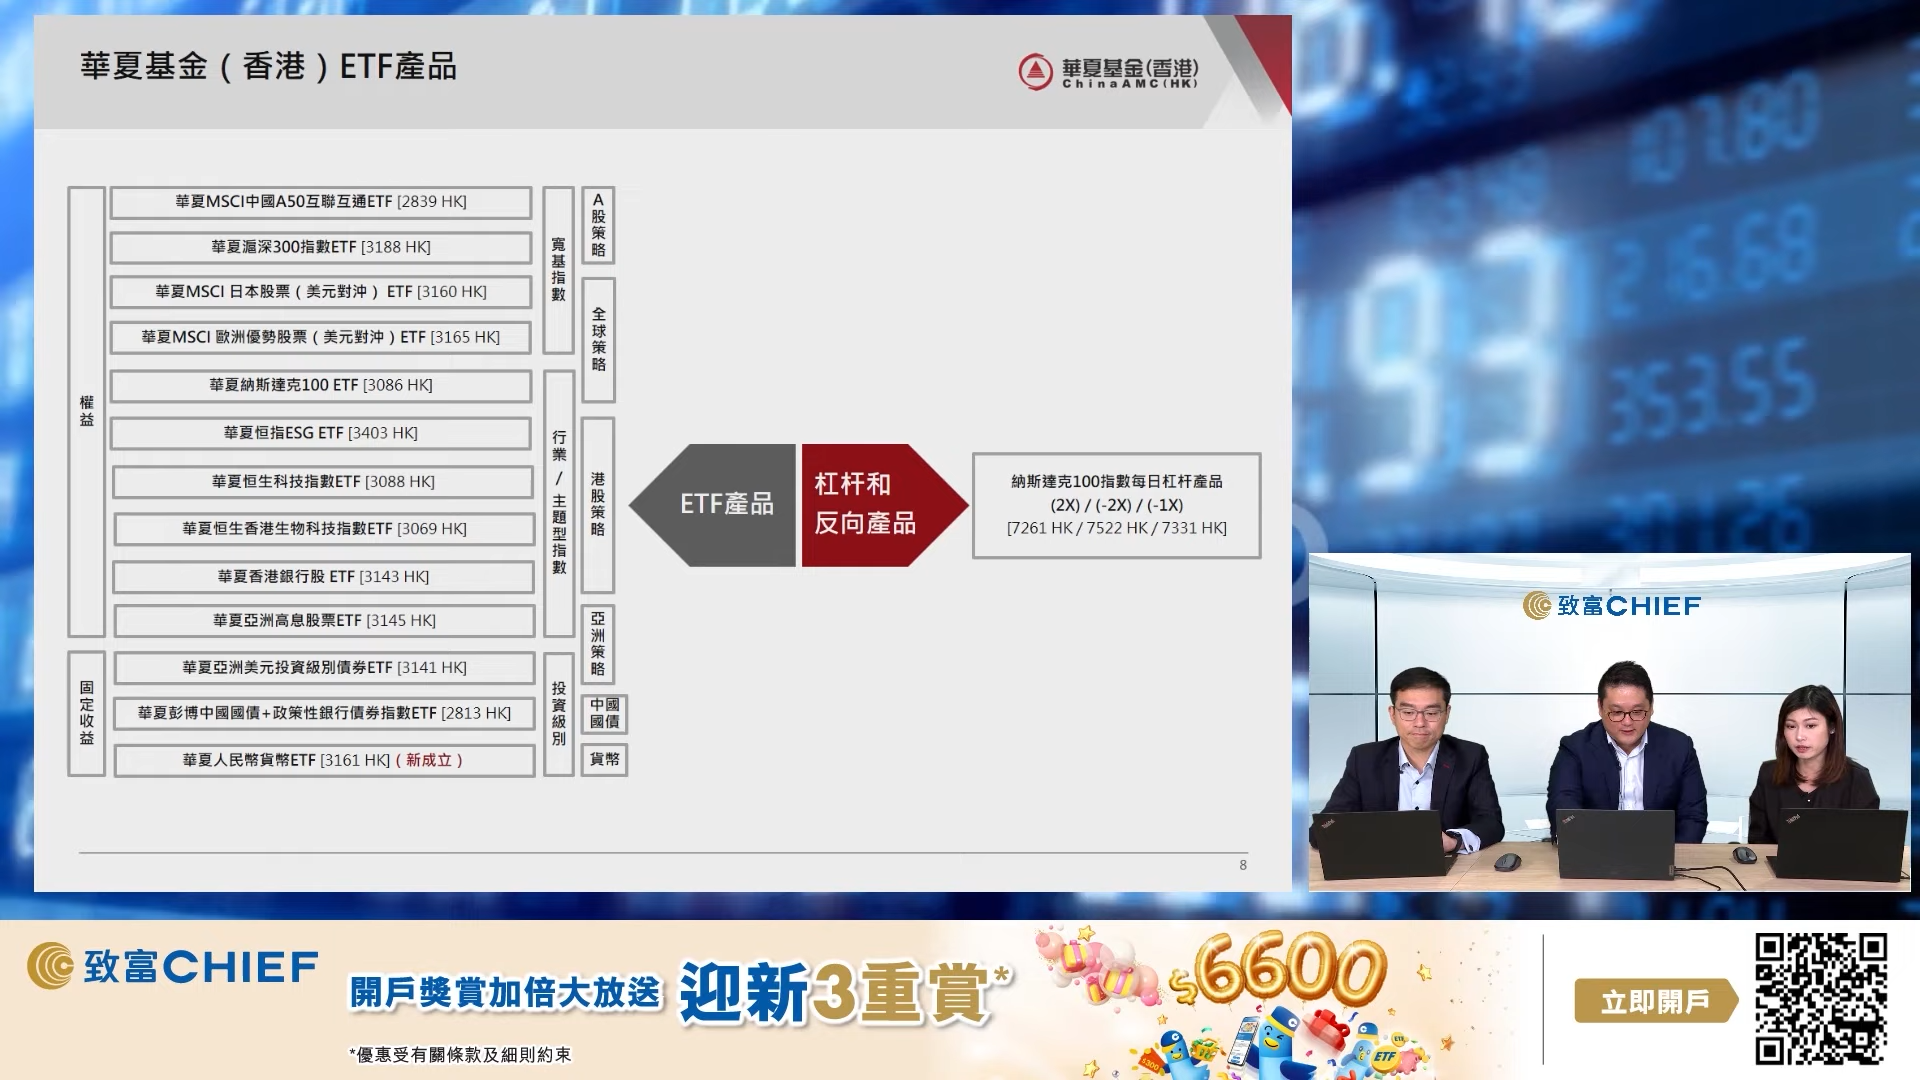 華夏基金（香港）ETF產品
華夏基金(香港)
ChinaAMC(HK)
權益
華夏MSCI中國A50互聯互通ETF [2839 HK]
華夏滬深300指數ETF [3188 HK]
華夏MSCI 日本股票（美元對沖） ETF [3160 HK]
華夏MSCI 歐洲優勢股票（美元對沖）ETF [3165 HK]
華夏納斯達克100 ETF [3086 HK]
華夏恒指ESG ETF [3403 HK]
華夏恒生科技指數ETF [3088 HK]
華夏恒生香港生物科技指數ETF [3069 HK]
華夏香港銀行股 ETF [3143 HK]
華夏亞洲高息股票ETF [3145 HK]
固定收益
華夏亞洲美元投資級別債券ETF [3141 HK]
華夏彭博中國國債+政策性銀行債券指數ETF [2813 HK]
華夏人民幣貨幣ETF [3161 HK]（新成立）
寬基指數
行業/主題型指數
投資級別
A股策略
全球策略
港股策略
亞洲策略
中國國債
貨幣
ETF產品
杠杆和
反向產品
納斯達克100指數每日杠杆產品
(2X) / (-2X) / (-1X)
[7261 HK / 7522 HK / 7331 HK]
8
107.80
216.68
93
353.55
301.26
致富CHIEF
致富CHIEF
開戶獎賞加倍大放送
迎新3重賞*
*優惠受有關條款及細則約束
$6600
$300
ETF
立即開戶